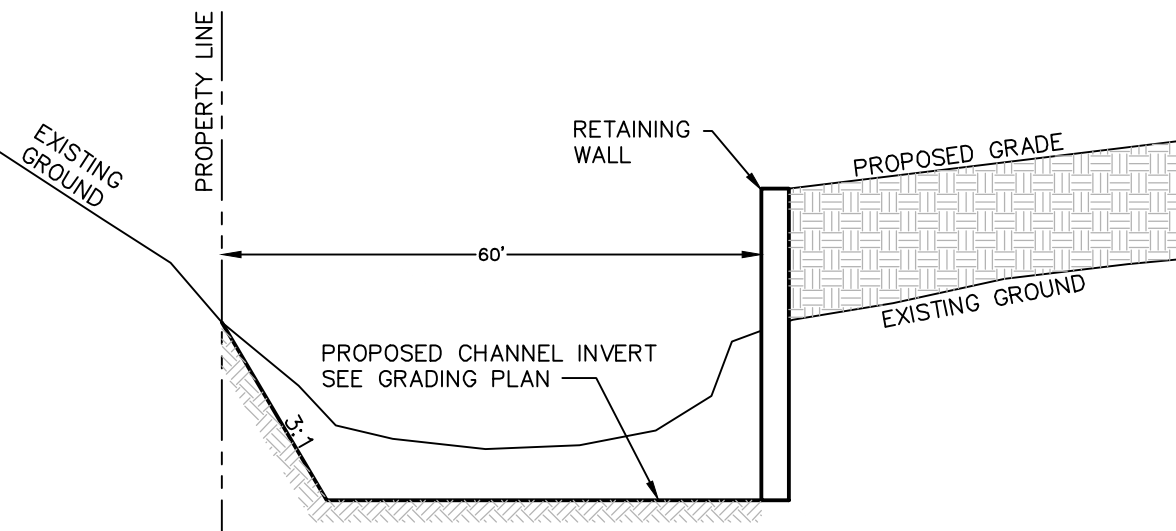 PROPERTY LINE
EXISTING
GROUND
RETAINING
WALL
PROPOSED GRADE
60'
EXISTING GROUND
PROPOSED CHANNEL INVERT
SEE GRADING PLAN
3:1